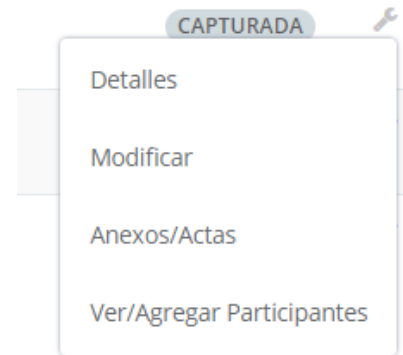 CAPTURADA
Detalles
Modificar
Anexos/Actas
Ver/Agregar Participantes